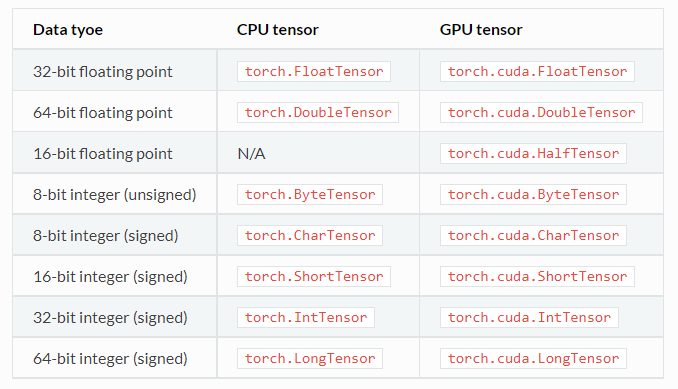 Data tyoe CPU tensor GPU tensor
32-bit floating point torch.FloatTensor torch.cuda.FloatTensor
64-bit floating point torch.DoubleTensor torch.cuda.DoubleTensor
16-bit floating point N/A torch.cuda.HalfTensor
8-bit integer (unsigned) torch.ByteTensor torch.cuda.ByteTensor
8-bit integer (signed) torch.CharTensor torch.cuda.CharTensor
16-bit integer (signed) torch.ShortTensor torch.cuda.ShortTensor
32-bit integer (signed) torch.IntTensor torch.cuda.IntTensor
64-bit integer (signed) torch.LongTensor torch.cuda.LongTensor